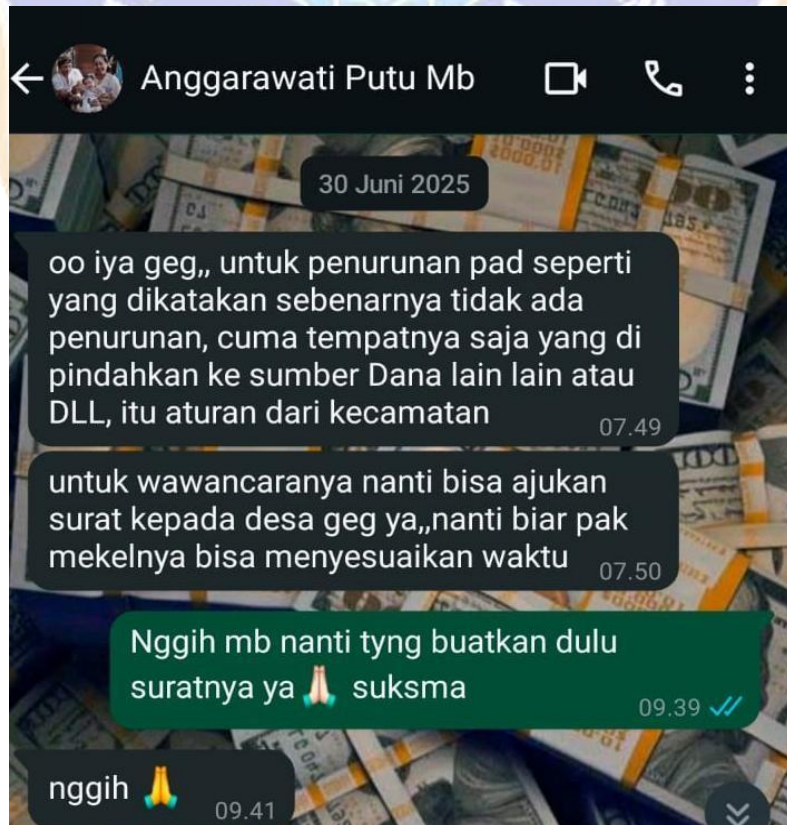 Anggarawati Putu Mb
30 Juni 2025
oo iya geg,, untuk penurunan pad seperti
yang dikatakan sebenarnya tidak ada
penurunan, cuma tempatnya saja yang di
pindahkan ke sumber Dana lain lain atau
DLL, itu aturan dari kecamatan
07.49
untuk wawancaranya nanti bisa ajukan
surat kepada desa geg ya,,nanti biar pak
mekelnya bisa menyesuaikan waktu
07.50
Nggih mb nanti tyng buatkan dulu
suratnya ya 🙏🏻 suksma
09.39
nggih 🙏
09.41